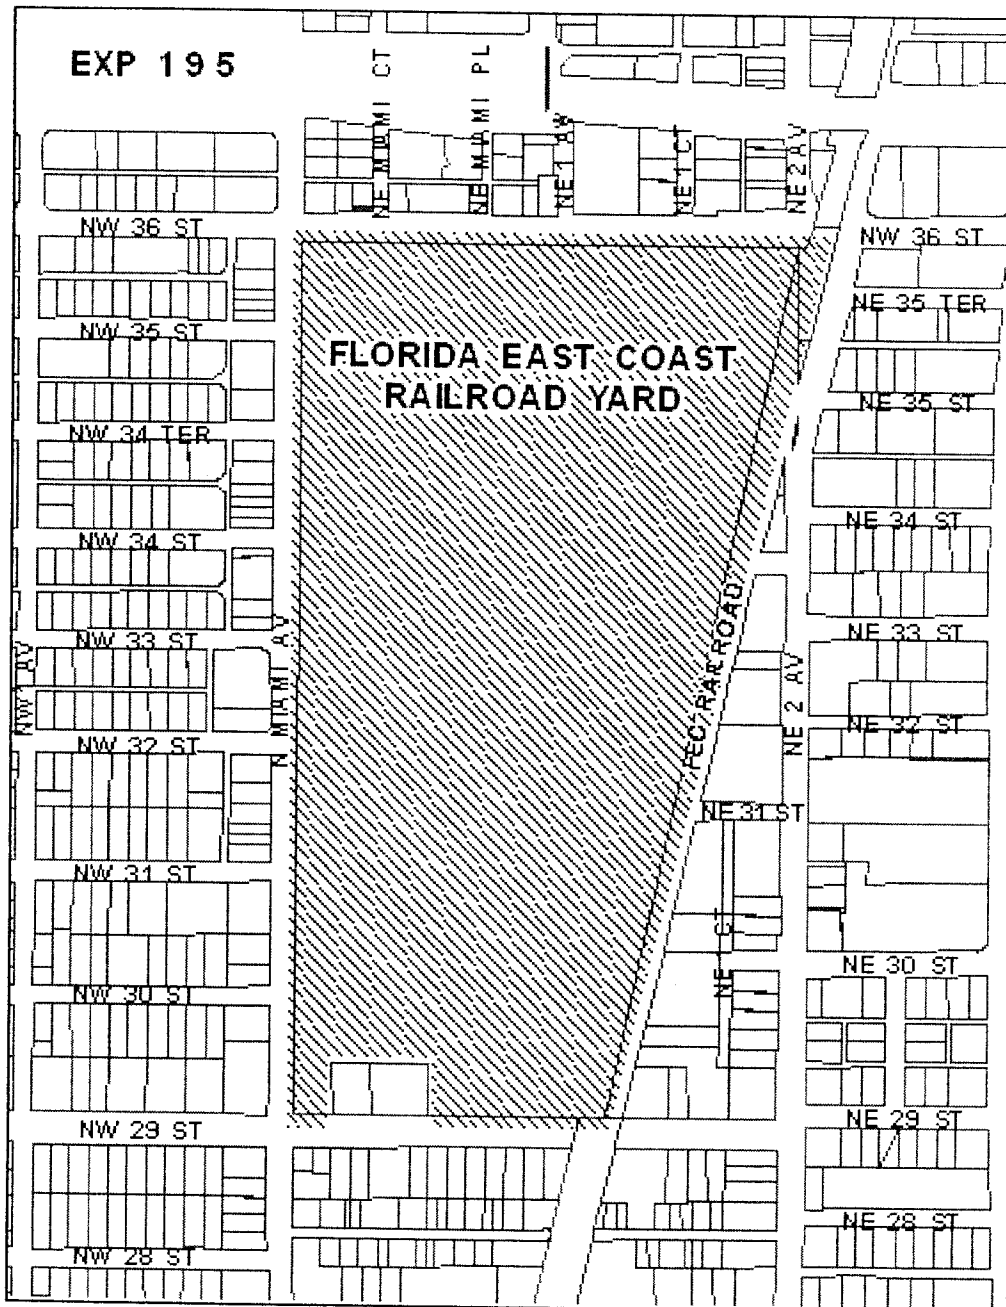 EXP 195
NE MIAMI CT
NE MIAMI PL
NE 1 AV
NE 1 CT
NE 2 AV
NW 36 ST
NW 36 ST
NE 35 TER
NW 35 ST
FLORIDA EAST COAST
RAILROAD YARD
NE 35 ST
NW 34 TER
NE 34 ST
NW 34 ST
FEC RAILROAD
NE 33 ST
NW 33 ST
NW 1 AV
N MIAMI AV
NE 2 AV
NE 32 ST
NW 32 ST
NE 31 ST
NW 31 ST
NE 1 CT
NE 30 ST
NW 30 ST
NE 29 ST
NW 29 ST
NE 28 ST
NW 28 ST